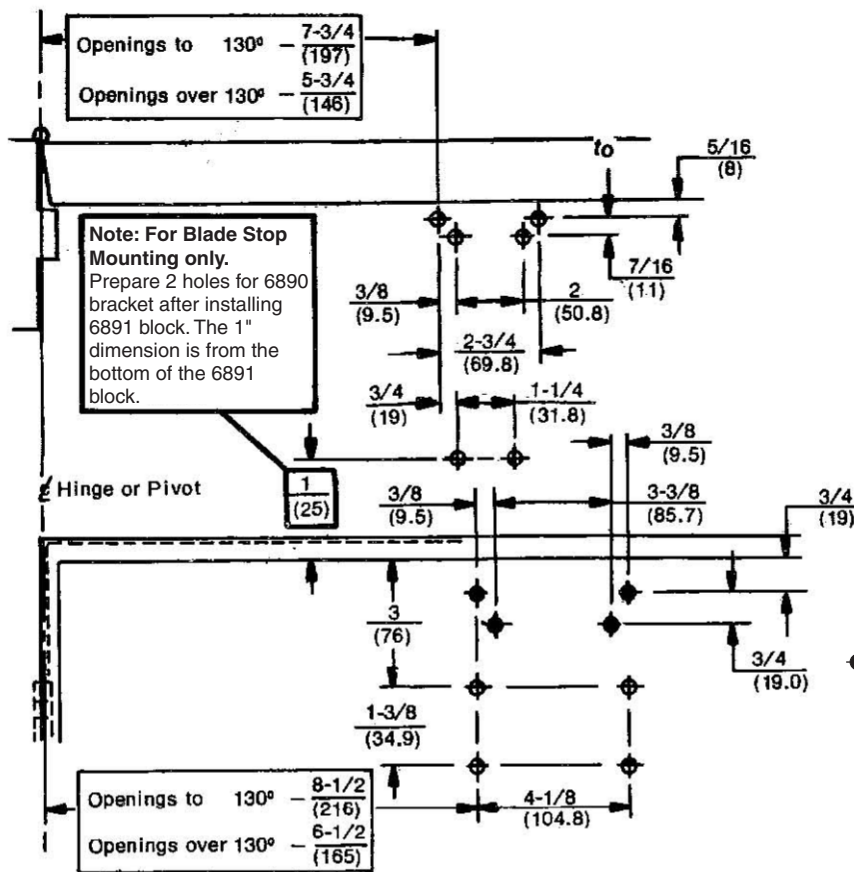 Openings to 130º – 7-3/4
(197)
Openings over 130º – 5-3/4
(146)
to
5/16
(8)
7/16
(11)
Note: For Blade Stop
Mounting only.
Prepare 2 holes for 6890
bracket after installing
6891 block. The 1"
dimension is from the
bottom of the 6891
block.
3/8
(9.5)
2
(50.8)
2-3/4
(69.8)
3/4
(19)
1-1/4
(31.8)
3/8
(9.5)
℄ Hinge or Pivot
1
(25)
3/8
(9.5)
3-3/8
(85.7)
3/4
(19)
3
(76)
3/4
(19.0)
1-3/8
(34.9)
Openings to 130º – 8-1/2
(216)
Openings over 130º – 6-1/2
(165)
4-1/8
(104.8)